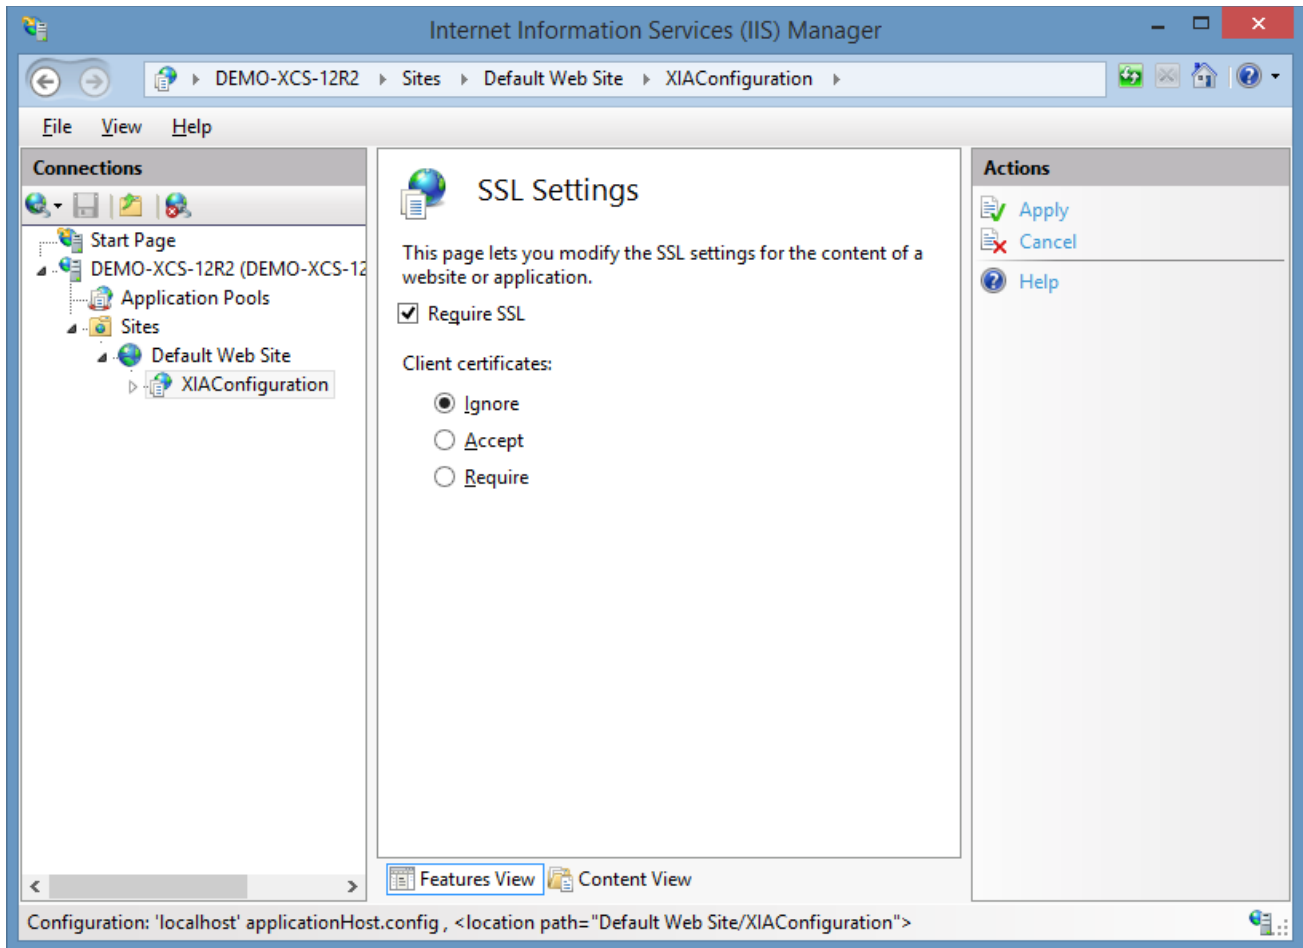 Internet Information Services (IIS) Manager
DEMO-XCS-12R2 Sites Default Web Site XIAConfiguration
File View Help
Connections
Start Page
DEMO-XCS-12R2 (DEMO-XCS-12
Application Pools
Sites
Default Web Site
XIAConfiguration
SSL Settings
This page lets you modify the SSL settings for the content of a
website or application.
Require SSL
Client certificates:
Ignore
Accept
Require
Features View Content View
Actions
Apply
Cancel
Help
Configuration: 'localhost' applicationHost.config , <location path="Default Web Site/XIAConfiguration">